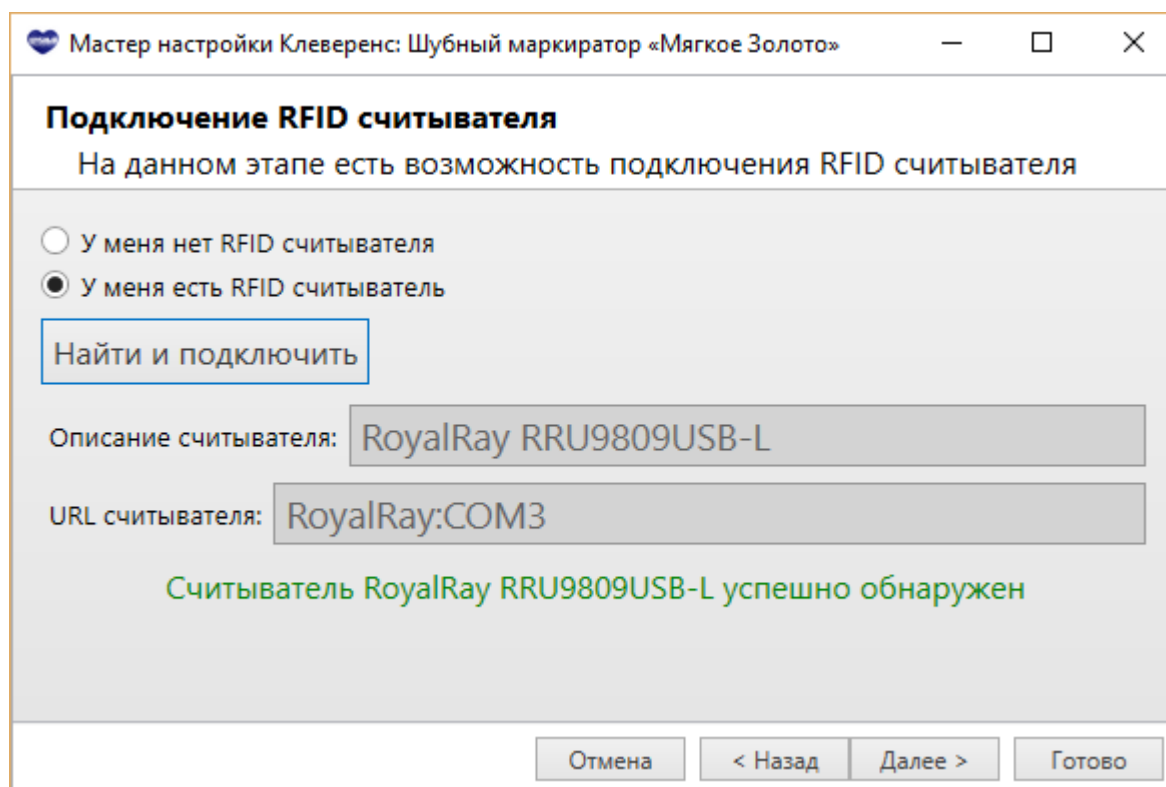 Мастер настройки Клеверенс: Шубный маркиратор «Мягкое Золото»
Подключение RFID считывателя
На данном этапе есть возможность подключения RFID считывателя
У меня нет RFID считывателя
У меня есть RFID считыватель
Найти и подключить
Описание считывателя: RoyalRay RRU9809USB-L
URL считывателя: RoyalRay:COM3
Считыватель RoyalRay RRU9809USB-L успешно обнаружен
Отмена < Назад Далее > Готово